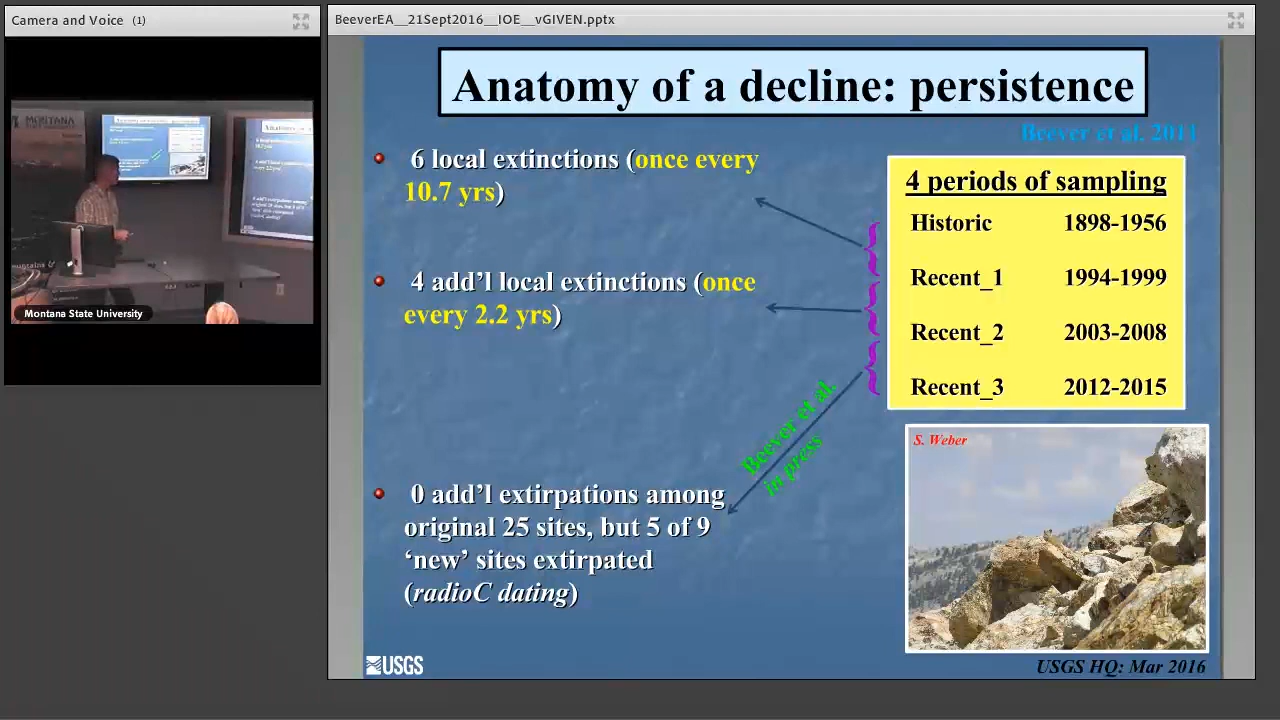 Camera and Voice (1)
BeeverEA__21Sept2016__IOE__vGIVEN.pptx
Anatomy of a decline: persistence
Beever et al. 2011
6 local extinctions (once every
10.7 yrs)
4 add’l local extinctions (once
every 2.2 yrs)
0 add’l extirpations among
original 25 sites, but 5 of 9
‘new’ sites extirpated
(radioC dating)
4 periods of sampling
Historic 1898-1956
Recent_1 1994-1999
Recent_2 2003-2008
Recent_3 2012-2015
Beever et al.
in press
S. Weber
USGS
USGS HQ: Mar 2016
MONTANA
Montana State University